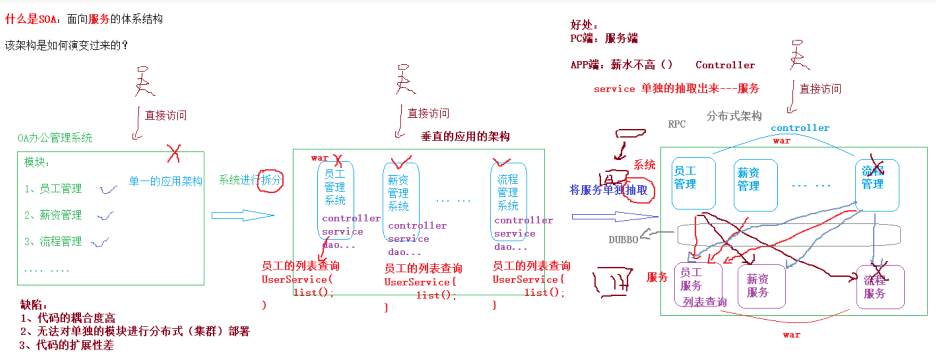 什么是SOA：面向服务的体系结构
该架构是如何演变过来的？
直接访问
OA办公管理系统
模块：
1、员工管理
2、薪资管理
3、流程管理
.... ....
单一的应用架构
缺陷：
1、代码的耦合度高
2、无法对单独的模块进行分布式（集群）部署
3、代码的扩展性差
系统进行拆分
直接访问
垂直的应用的架构
war
员工
管理
系统
controller
service
dao...
薪资
管理
系统
controller
service
dao...
... ...
流程
管理
系统
controller
service
dao...
员工的列表查询
UserService{
list();
}
员工的列表查询
UserService{
list();
}
员工的列表查询
UserService{
list();
}
将服务单独抽取
好处：
PC端：服务端
APP端：薪水不高（） Controller
service 单独的抽取出来---服务
直接访问
RPC
分布式架构
controller
war
系统
员工
管理
薪资
管理
... ...
流程
管理
DUBBO
服务
员工
服务
列表查询
薪资
服务
流程
服务
war